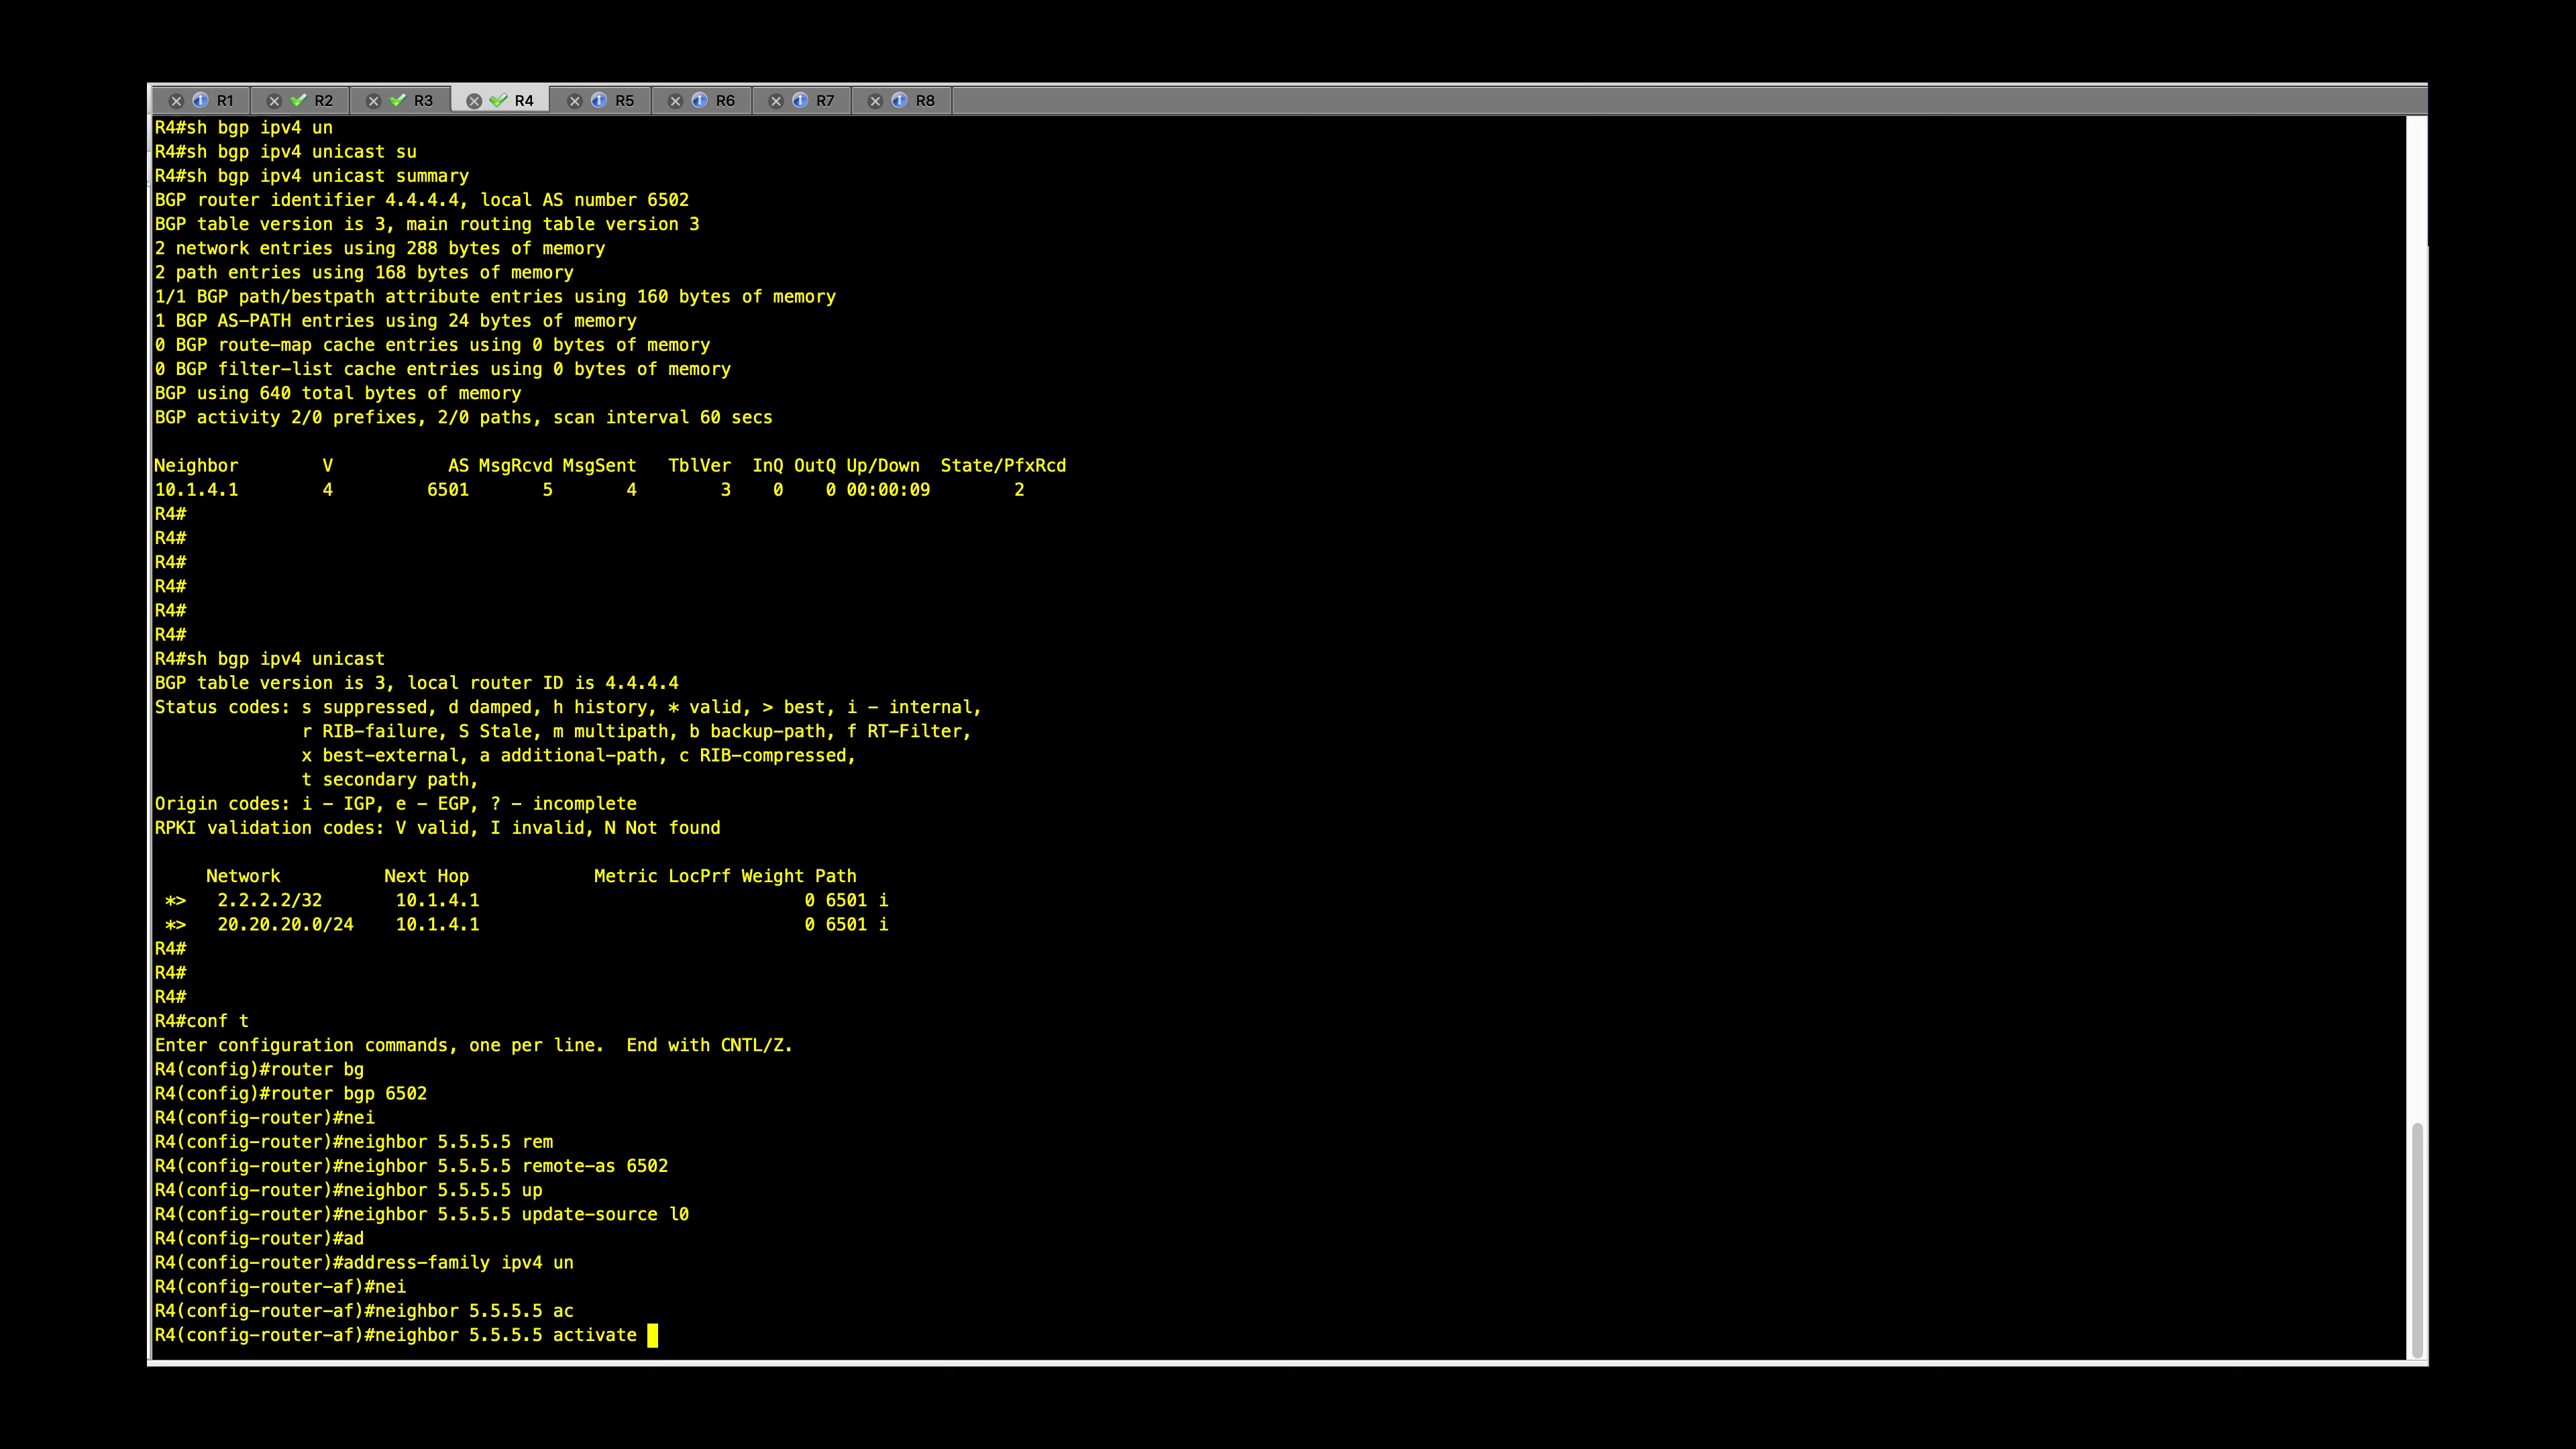 R1 R2 R3 R4 R5 R6 R7 R8
R4#sh bgp ipv4 un
R4#sh bgp ipv4 unicast su
R4#sh bgp ipv4 unicast summary
BGP router identifier 4.4.4.4, local AS number 6502
BGP table version is 3, main routing table version 3
2 network entries using 288 bytes of memory
2 path entries using 168 bytes of memory
1/1 BGP path/bestpath attribute entries using 160 bytes of memory
1 BGP AS-PATH entries using 24 bytes of memory
0 BGP route-map cache entries using 0 bytes of memory
0 BGP filter-list cache entries using 0 bytes of memory
BGP using 640 total bytes of memory
BGP activity 2/0 prefixes, 2/0 paths, scan interval 60 secs
Neighbor        V           AS MsgRcvd MsgSent   TblVer  InQ OutQ Up/Down  State/PfxRcd
10.1.4.1        4         6501       5       4        3    0    0 00:00:09        2
R4#
R4#
R4#
R4#
R4#
R4#
R4#sh bgp ipv4 unicast
BGP table version is 3, local router ID is 4.4.4.4
Status codes: s suppressed, d damped, h history, * valid, > best, i - internal,
              r RIB-failure, S Stale, m multipath, b backup-path, f RT-Filter,
              x best-external, a additional-path, c RIB-compressed,
              t secondary path,
Origin codes: i - IGP, e - EGP, ? - incomplete
RPKI validation codes: V valid, I invalid, N Not found
     Network          Next Hop            Metric LocPrf Weight Path
 *>   2.2.2.2/32       10.1.4.1                               0 6501 i
 *>   20.20.20.0/24    10.1.4.1                               0 6501 i
R4#
R4#
R4#
R4#conf t
Enter configuration commands, one per line.  End with CNTL/Z.
R4(config)#router bg
R4(config)#router bgp 6502
R4(config-router)#nei
R4(config-router)#neighbor 5.5.5.5 rem
R4(config-router)#neighbor 5.5.5.5 remote-as 6502
R4(config-router)#neighbor 5.5.5.5 up
R4(config-router)#neighbor 5.5.5.5 update-source l0
R4(config-router)#ad
R4(config-router)#address-family ipv4 un
R4(config-router-af)#nei
R4(config-router-af)#neighbor 5.5.5.5 ac
R4(config-router-af)#neighbor 5.5.5.5 activate